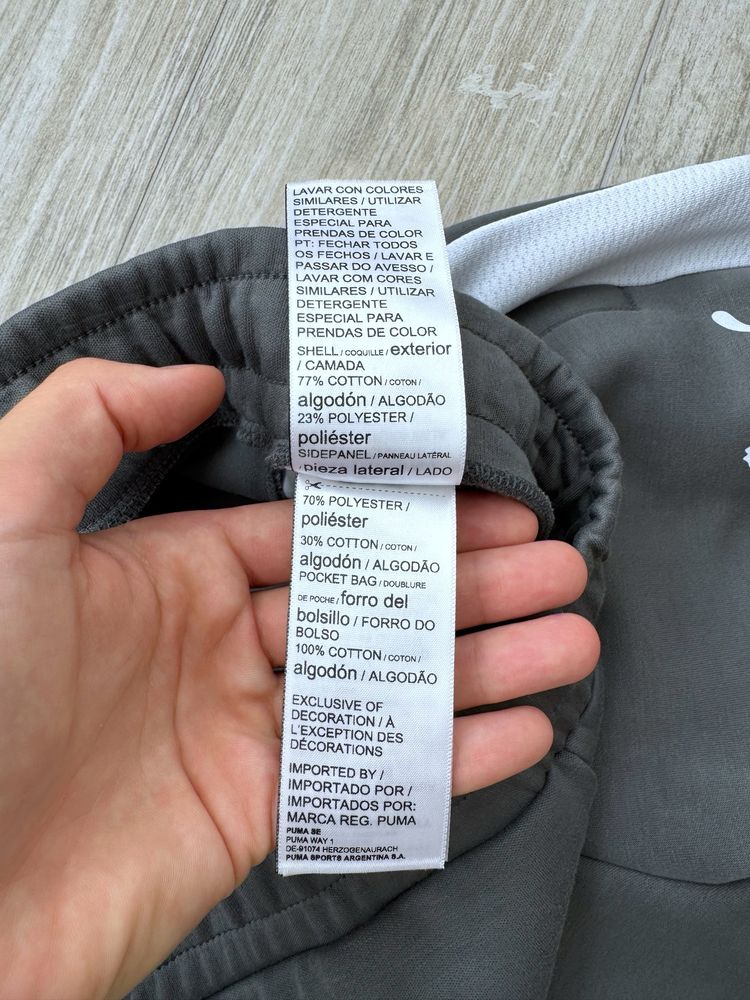 LAVAR CON COLORES
SIMILARES / UTILIZAR
DETERGENTE
ESPECIAL PARA
PRENDAS DE COLOR
PT: FECHAR TODOS
OS FECHOS / LAVAR E
PASSAR DO AVESSO /
LAVAR COM CORES
SIMILARES / UTILIZAR
DETERGENTE
ESPECIAL PARA
PRENDAS DE COLOR
SHELL / COQUILLE / exterior
/ CAMADA
77% COTTON / COTON /
algodón / ALGODÃO
23% POLYESTER /
poliéster
SIDEPANEL / PANNEAU LATÉRAL
/ pieza lateral / LADO
70% POLYESTER /
poliéster
30% COTTON / COTON /
algodón / ALGODÃO
POCKET BAG / DOUBLURE
DE POCHE / forro del
bolsillo / FORRO DO
BOLSO
100% COTTON / COTON /
algodón / ALGODÃO
EXCLUSIVE OF
DECORATION / À
L'EXCEPTION DES
DÉCORATIONS
IMPORTED BY /
IMPORTADO POR /
IMPORTADOS POR:
MARCA REG. PUMA
PUMA SE
PUMA WAY 1
DE-91074 HERZOGENAURACH
PUMA SPORTS ARGENTINA S.A.